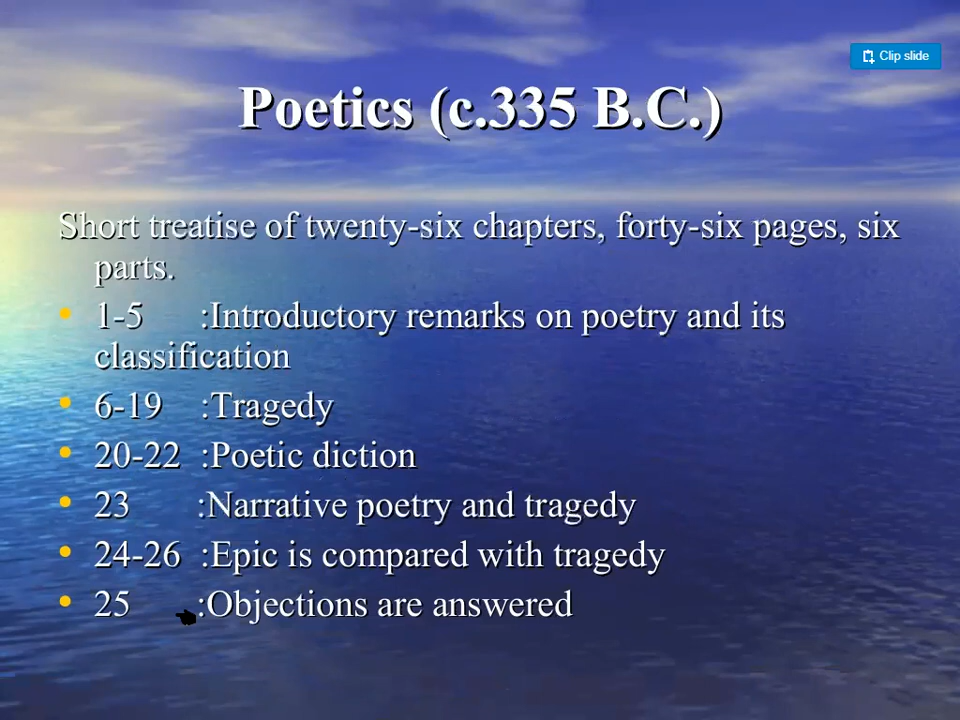 Clip slide
Poetics (c.335 B.C.)
Short treatise of twenty-six chapters, forty-six pages, six
parts.
• 1-5 :Introductory remarks on poetry and its
classification
• 6-19 :Tragedy
• 20-22 :Poetic diction
• 23 :Narrative poetry and tragedy
• 24-26 :Epic is compared with tragedy
• 25 :Objections are answered